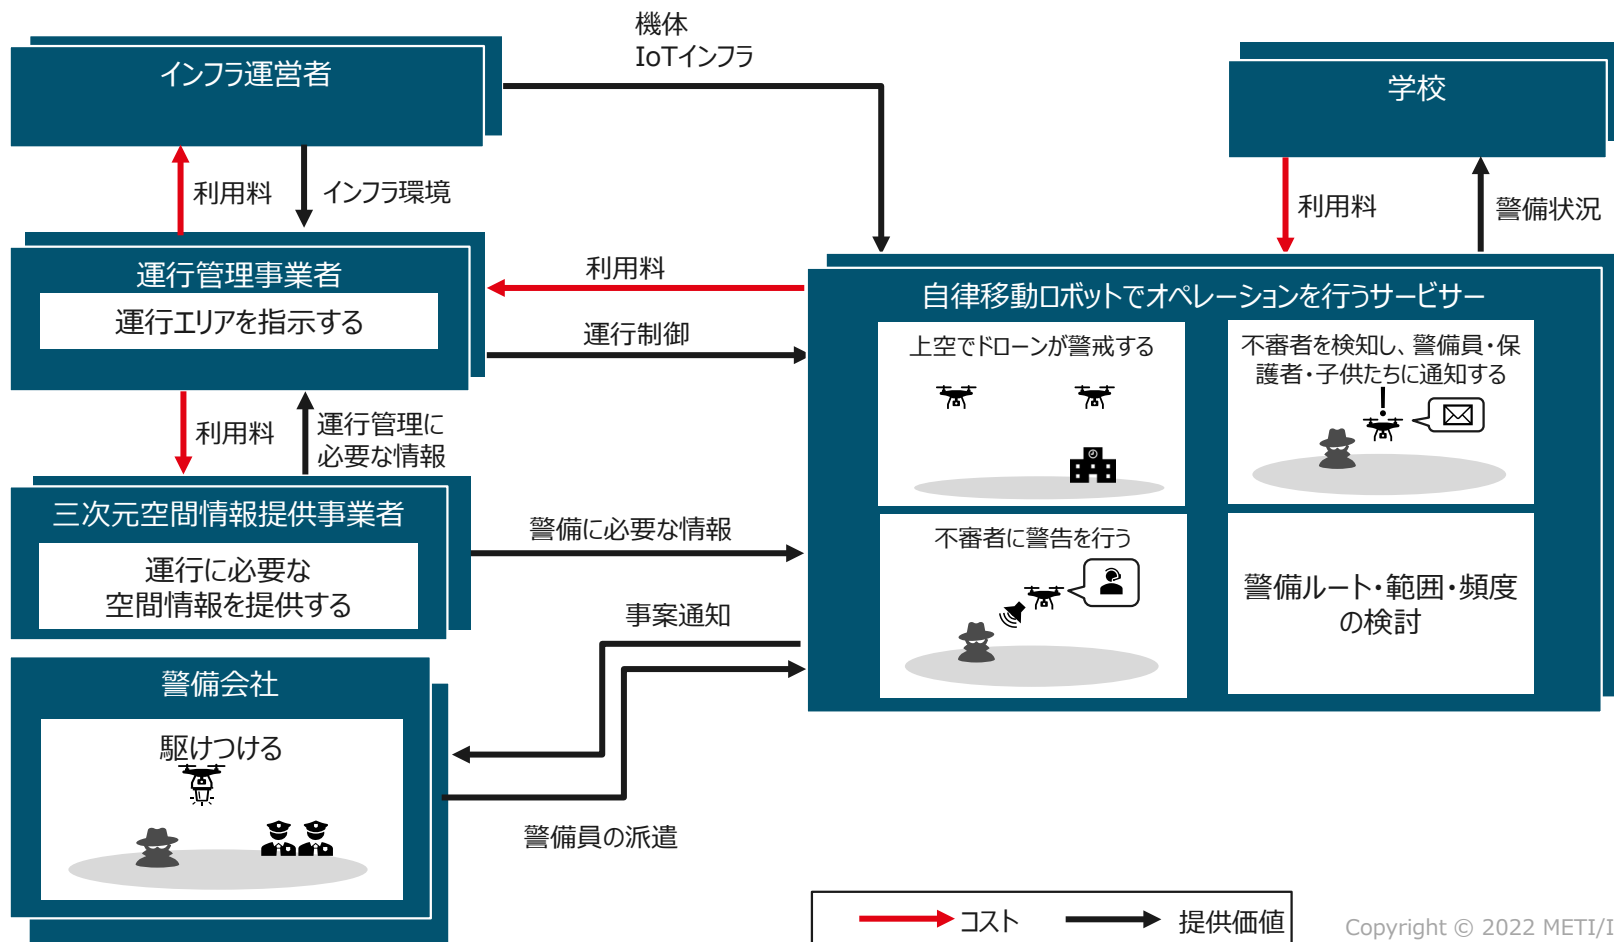 機体
IoTインフラ
インフラ運営者
学校
利用料
インフラ環境
利用料
警備状況
運行管理事業者
運行エリアを指示する
利用料
運行制御
自律移動ロボットでオペレーションを行うサービサー
上空でドローンが警戒する
不審者を検知し、警備員・保
護者・子供たちに通知する
利用料
運行管理に
必要な情報
三次元空間情報提供事業者
運行に必要な
空間情報を提供する
警備に必要な情報
不審者に警告を行う
警備ルート・範囲・頻度
の検討
事案通知
警備会社
駆けつける
警備員の派遣
コスト
提供価値
Copyright © 2022 METI/I